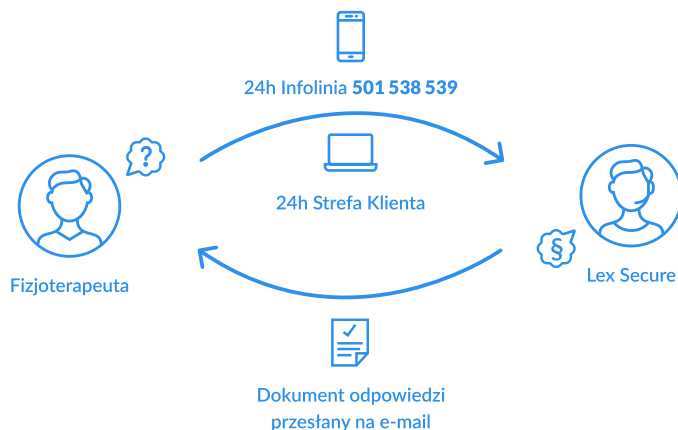 24h Infolinia 501 538 539
?
24h Strefa Klienta
§
Fizjoterapeuta
Lex Secure
Dokument odpowiedzi
przesłany na e-mail